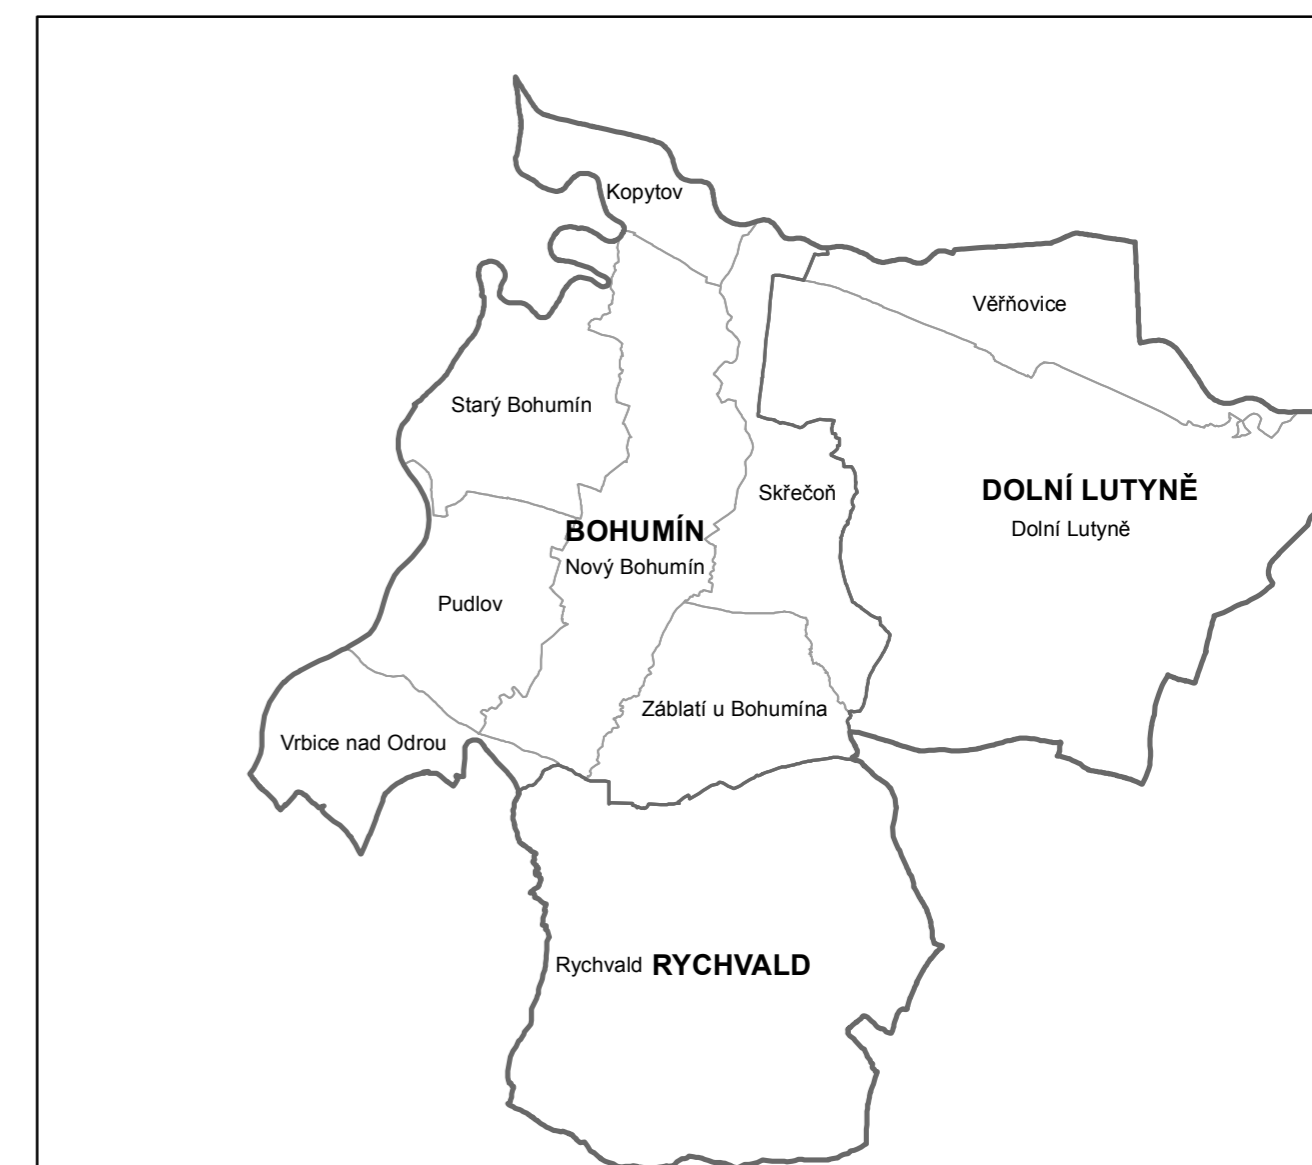 Kopytov
Věřňovice
Starý Bohumín
Skřečoň
DOLNÍ LUTYNĚ
Dolní Lutyně
BOHUMÍN
Nový Bohumín
Pudlov
Záblatí u Bohumína
Vrbice nad Odrou
Rychvald RYCHVALD